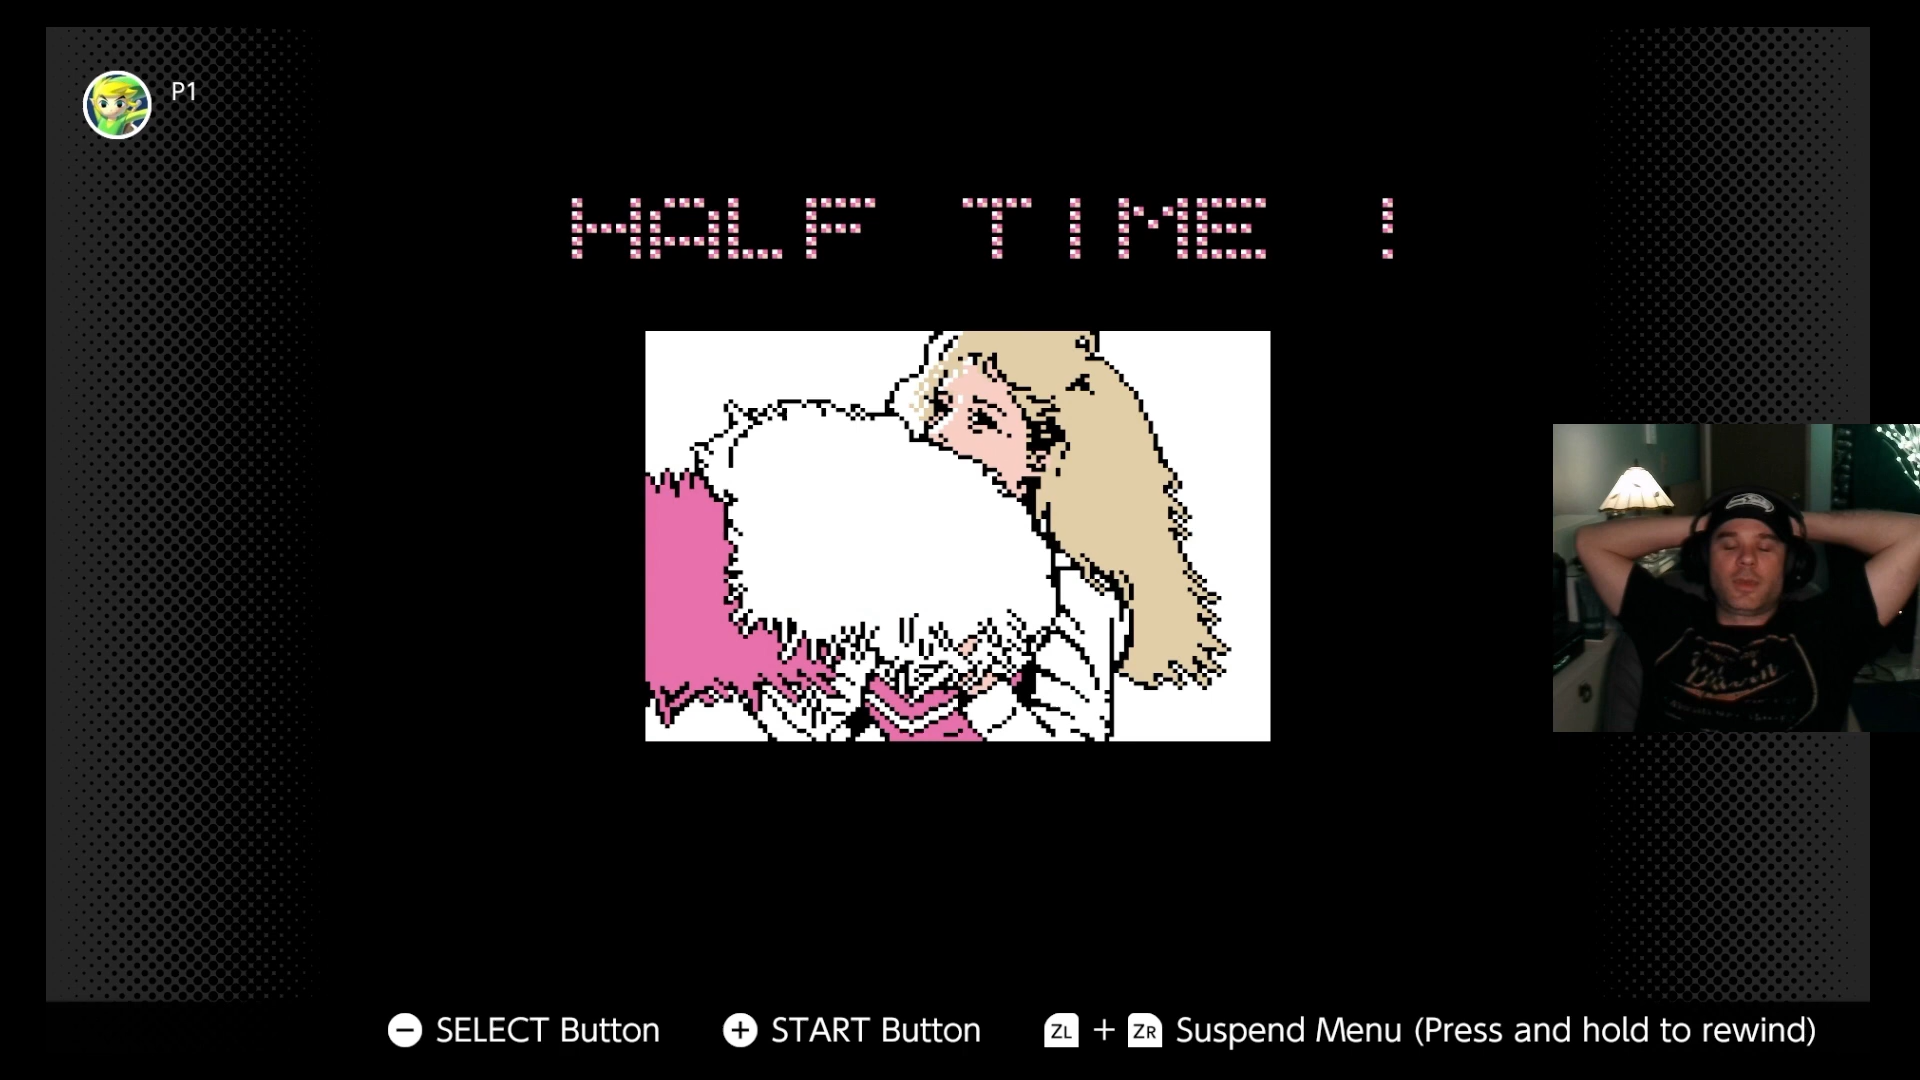 P1
HALF TIME !
SELECT Button
START Button
ZL + ZR Suspend Menu (Press and hold to rewind)